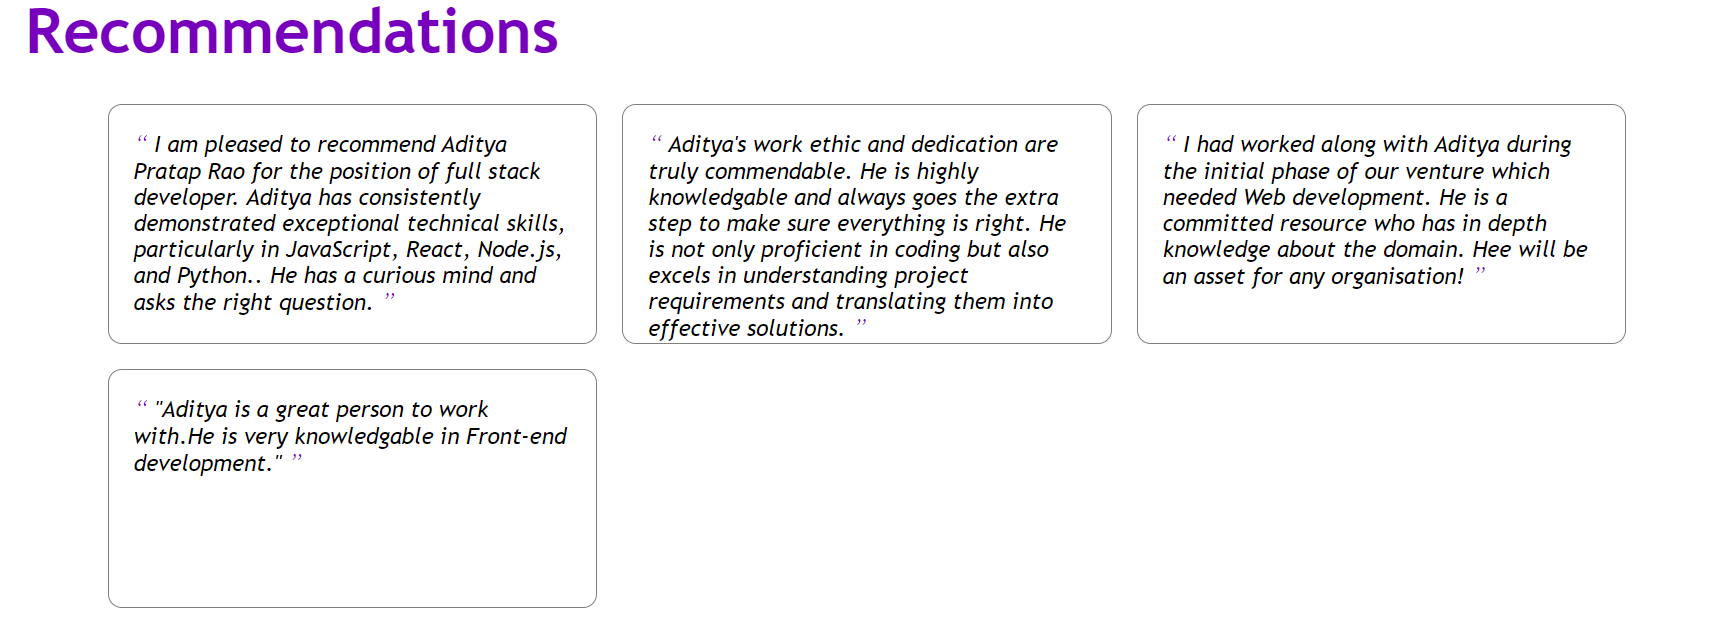 Recommendations
“ I am pleased to recommend Aditya
Pratap Rao for the position of full stack
developer. Aditya has consistently
demonstrated exceptional technical skills,
particularly in JavaScript, React, Node.js,
and Python.. He has a curious mind and
asks the right question. ”
“ Aditya's work ethic and dedication are
truly commendable. He is highly
knowledgable and always goes the extra
step to make sure everything is right. He
is not only proficient in coding but also
excels in understanding project
requirements and translating them into
effective solutions. ”
“ I had worked along with Aditya during
the initial phase of our venture which
needed Web development. He is a
committed resource who has in depth
knowledge about the domain. Hee will be
an asset for any organisation! ”
“ "Aditya is a great person to work
with.He is very knowledgable in Front-end
development." ”